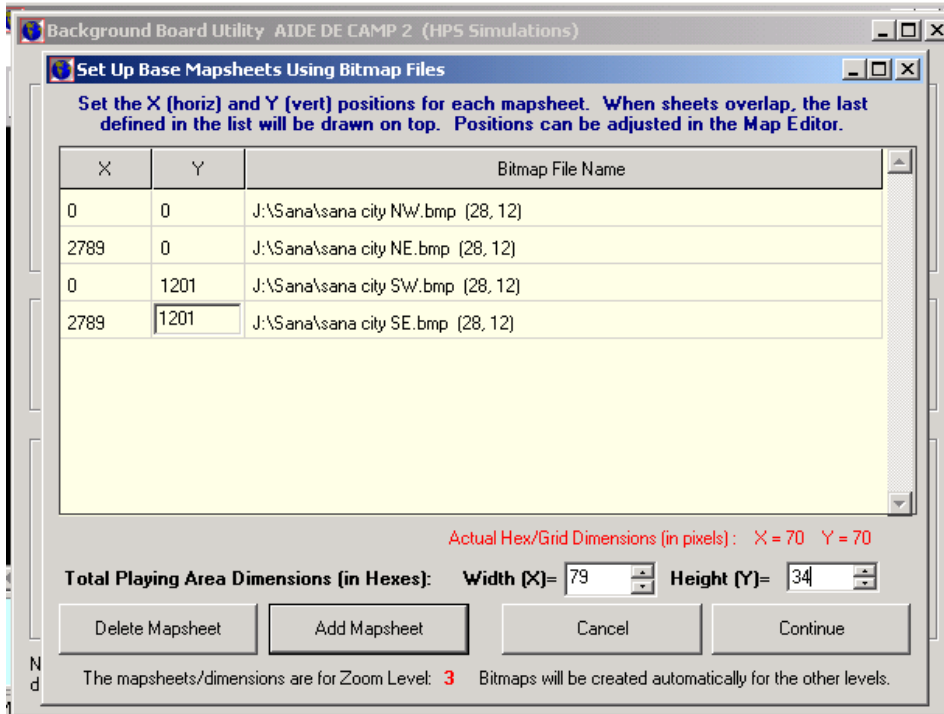 Background Board Utility AIDE DE CAMP 2 (HPS Simulations)
Set Up Base Mapsheets Using Bitmap Files
Set the X (horiz) and Y (vert) positions for each mapsheet. When sheets overlap, the last
defined in the list will be drawn on top. Positions can be adjusted in the Map Editor.
X Y Bitmap File Name
0 0 J:\Sana\sana city NW.bmp (28, 12)
2789 0 J:\Sana\sana city NE.bmp (28, 12)
0 1201 J:\Sana\sana city SW.bmp (28, 12)
2789 1201 J:\Sana\sana city SE.bmp (28, 12)
Actual Hex/Grid Dimensions (in pixels) : X = 70 Y = 70
Total Playing Area Dimensions (in Hexes): Width (X)= 79 Height (Y)= 34
Delete Mapsheet Add Mapsheet Cancel Continue
The mapsheets/dimensions are for Zoom Level: 3 Bitmaps will be created automatically for the other levels.